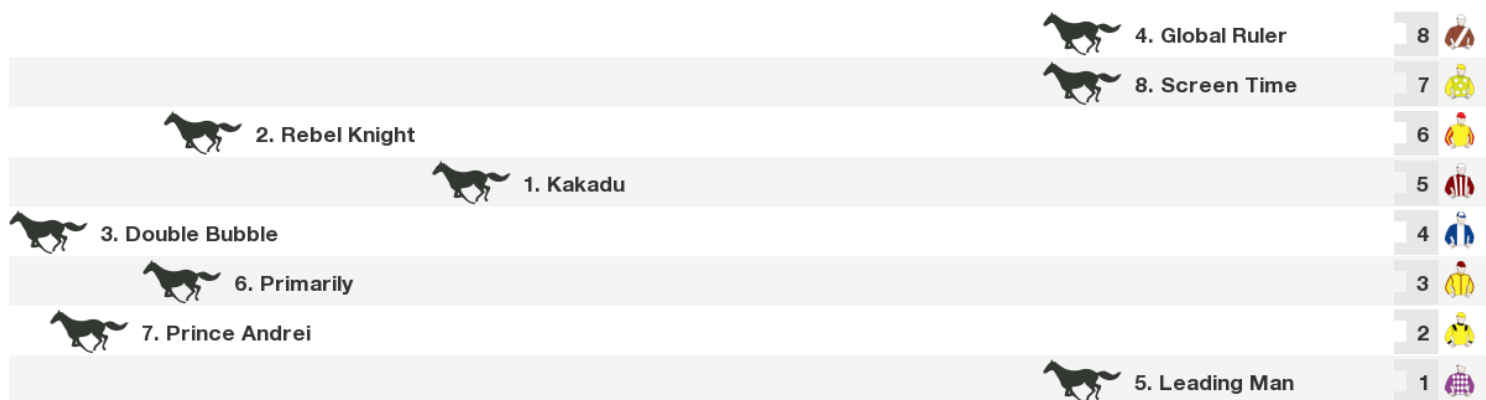 4. Global Ruler 8
8. Screen Time 7
2. Rebel Knight 6
1. Kakadu 5
3. Double Bubble 4
6. Primarily 3
7. Prince Andrei 2
5. Leading Man 1